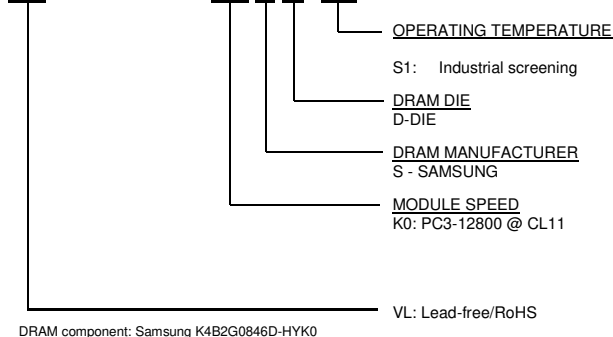 OPERATING TEMPERATURE
S1: Industrial screening
DRAM DIE
D-DIE
DRAM MANUFACTURER
S - SAMSUNG
MODULE SPEED
K0: PC3-12800 @ CL11
VL: Lead-free/RoHS
DRAM component: Samsung K4B2G0846D-HYK0